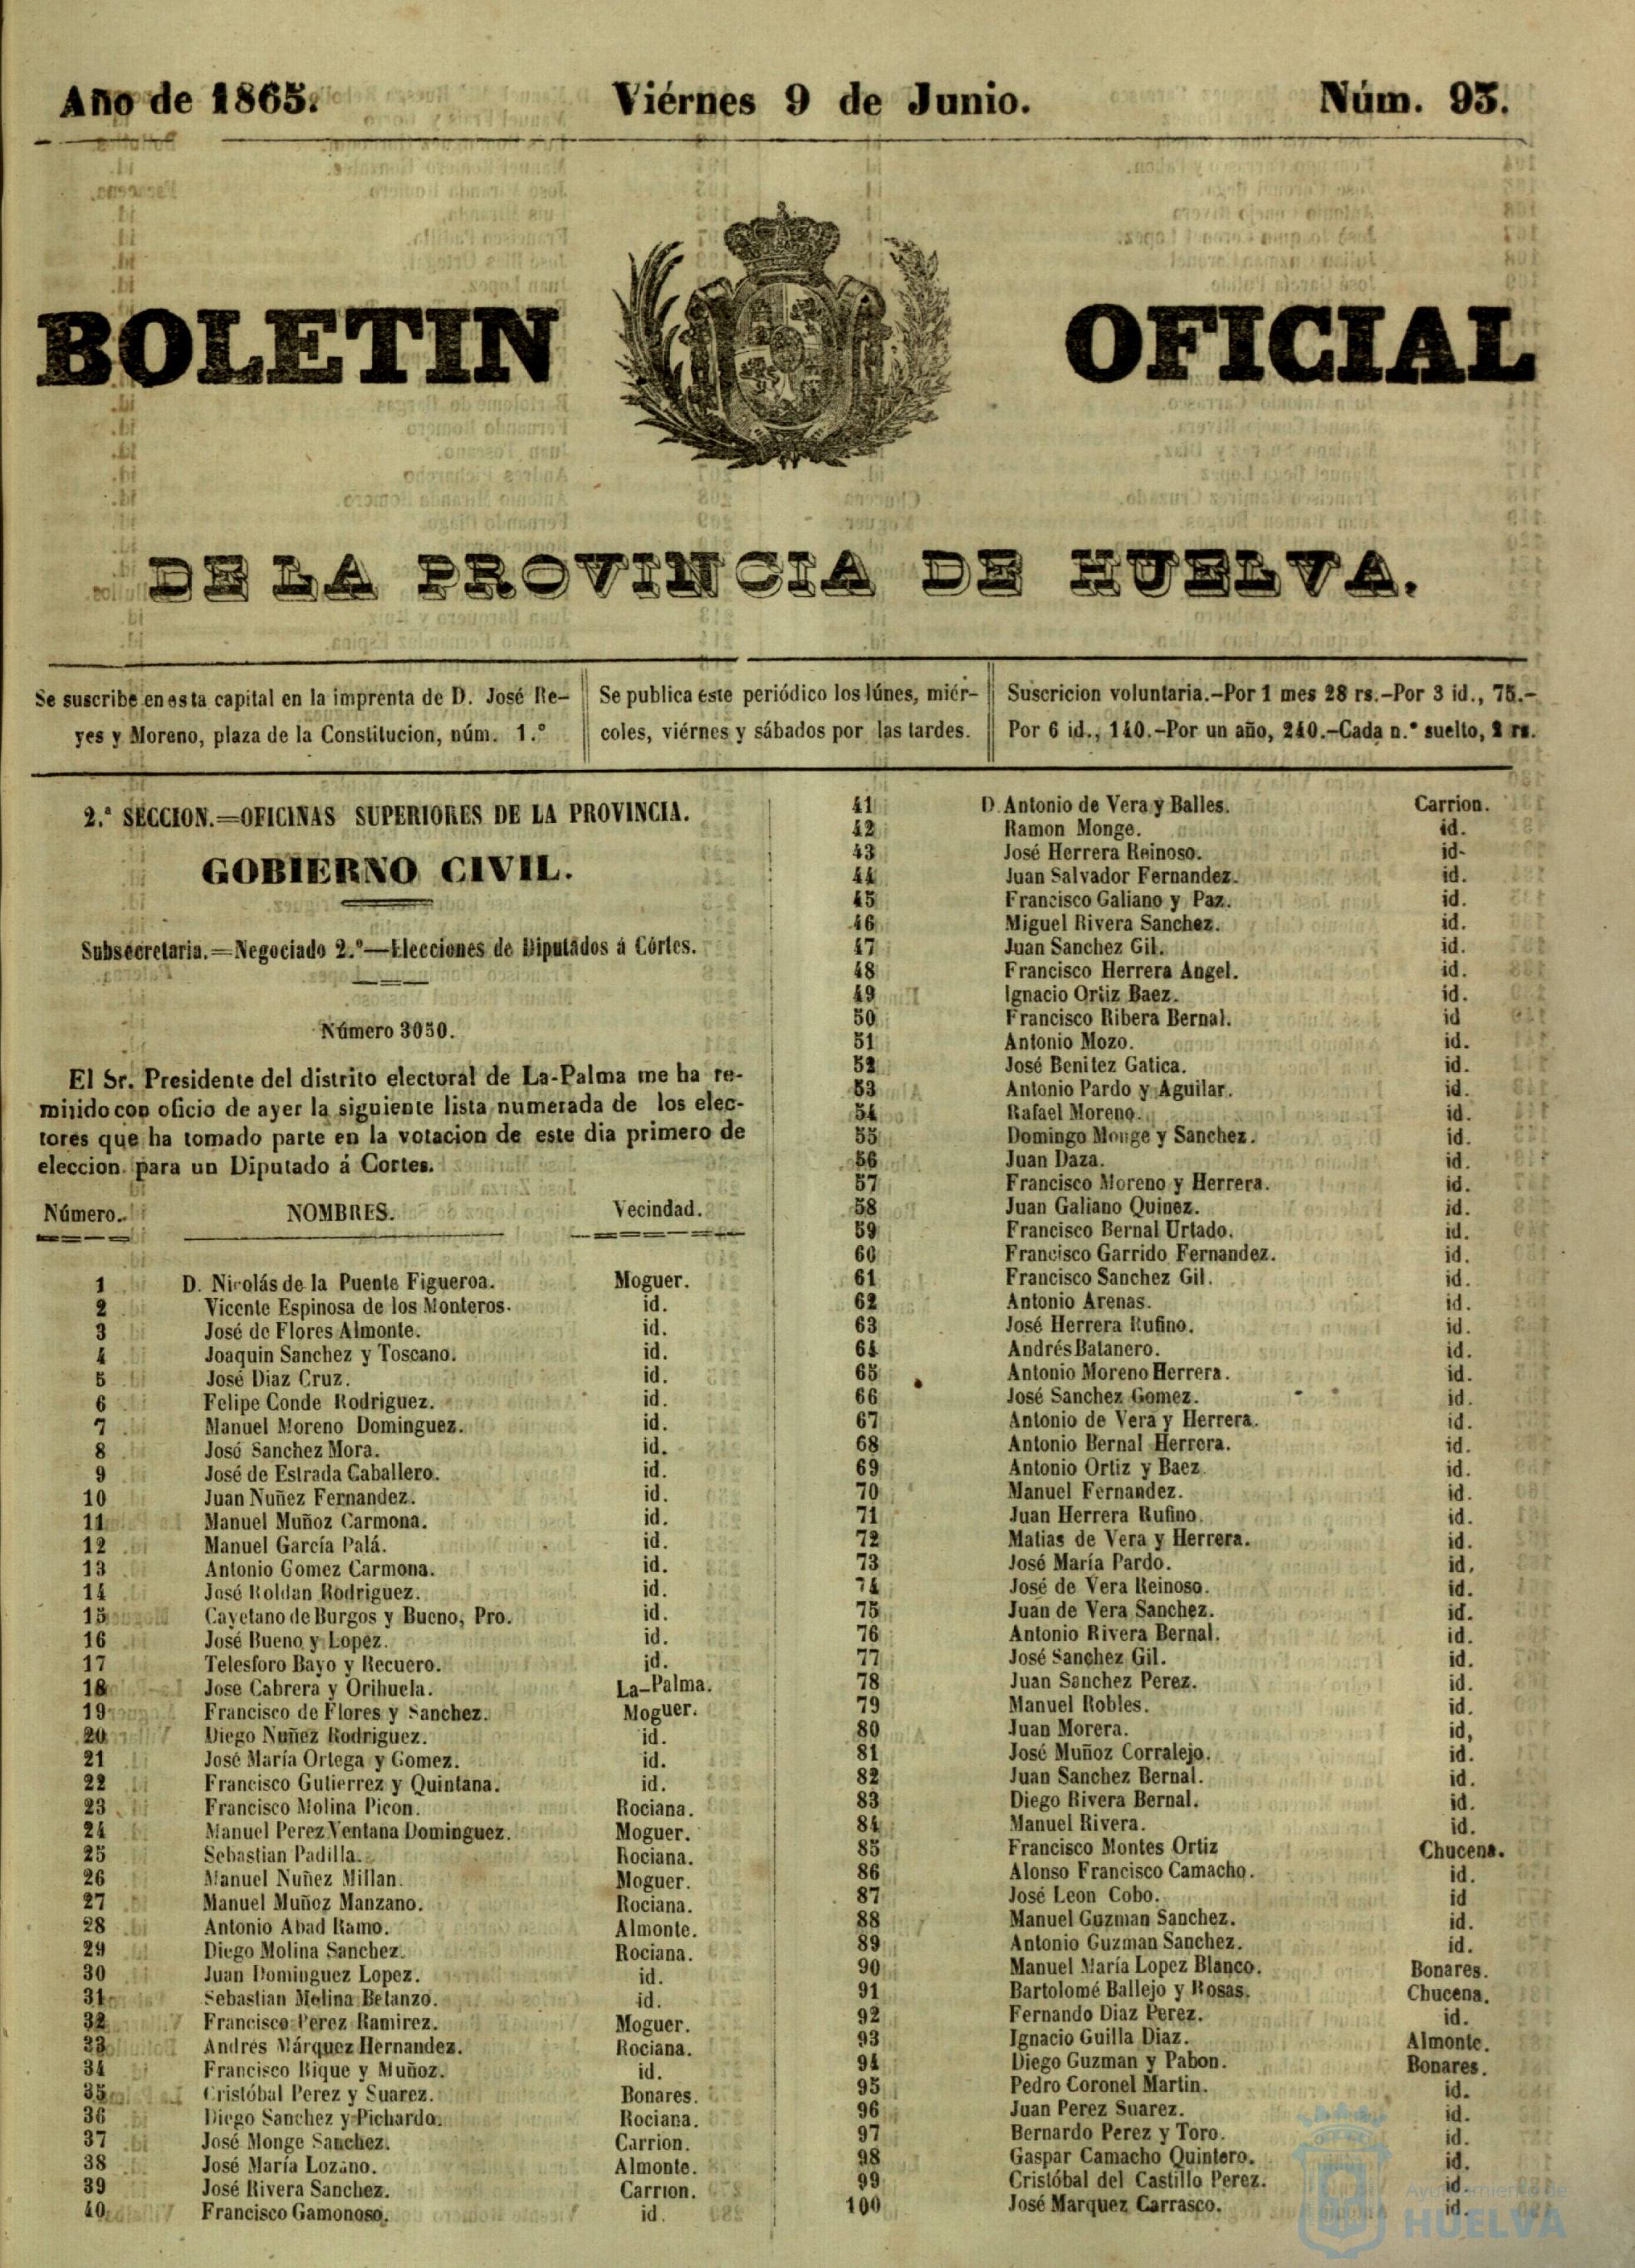 Año de 1865.
Viérnes 9 de Junio.
Núm. 93.
BOLETIN OFICIAL
DE LA PROVINCIA DE HUELVA.
Se suscribe en esta capital en la imprenta de D. José Re-
yes y Moreno, plaza de la Constitucion, núm. 1.°
Se publica este periódico los lúnes, miér-
coles, viérnes y sábados por las tardes.
Suscricion voluntaria.-Por 1 mes 28 rs.-Por 3 id., 75.-
Por 6 id., 140.-Por un año, 240.-Cada n.° suelto, 2 rs.
2.ª SECCION.=OFICINAS SUPERIORES DE LA PROVINCIA.
GOBIERNO CIVIL.
Subsecretaria.=Negociado 2.°—Elecciones de Diputados á Córtes.
Número 3050.
El Sr. Presidente del distrito electoral de La-Palma me ha re-
mitido con oficio de ayer la siguiente lista numerada de los elec-
tores que ha tomado parte en la votacion de este dia primero de
eleccion para un Diputado á Cortes.
Número. NOMBRES. Vecindad.
1 D. Nicolás de la Puente Figueroa. Moguer.
2 Vicente Espinosa de los Monteros. id.
3 José de Flores Almonte. id.
4 Joaquin Sanchez y Toscano. id.
5 José Diaz Cruz. id.
6 Felipe Conde Rodriguez. id.
7 Manuel Moreno Dominguez. id.
8 José Sanchez Mora. id.
9 José de Estrada Caballero. id.
10 Juan Nuñez Fernandez. id.
11 Manuel Muñoz Carmona. id.
12 Manuel García Palá. id.
13 Antonio Gomez Carmona. id.
14 José Roldan Rodriguez. id.
15 Cayetano de Burgos y Bueno, Pro. id.
16 José Bueno y Lopez. id.
17 Telesforo Bayo y Recuero. id.
18 Jose Cabrera y Orihuela. La-Palma.
19 Francisco de Flores y Sanchez. Moguer.
20 Diego Nuñez Rodriguez. id.
21 José María Ortega y Gomez. id.
22 Francisco Gutierrez y Quintana. id.
23 Francisco Molina Picon. Rociana.
24 Manuel Perez Ventana Dominguez. Moguer.
25 Sebastian Padilla. Rociana.
26 Manuel Nuñez Millan. Moguer.
27 Manuel Muñoz Manzano. Rociana.
28 Antonio Abad Ramo. Almonte.
29 Diego Molina Sanchez. Rociana.
30 Juan Dominguez Lopez. id.
31 Sebastian Molina Betanzo. id.
32 Francisco Perez Ramirez. Moguer.
33 Andrés Márquez Hernandez. Rociana.
34 Francisco Rique y Muñoz. id.
35 Cristóbal Perez y Suarez. Bonares.
36 Diego Sanchez y Pichardo. Rociana.
37 José Monge Sanchez. Carrion.
38 José María Lozano. Almonte.
39 José Rivera Sanchez. Carrion.
40 Francisco Gamonoso. id.
41 D. Antonio de Vera y Balles. Carrion.
42 Ramon Monge. id.
43 José Herrera Reinoso. id-
44 Juan Salvador Fernandez. id.
45 Francisco Galiano y Paz. id.
46 Miguel Rivera Sanchez. id.
47 Juan Sanchez Gil. id.
48 Francisco Herrera Angel. id.
49 Ignacio Ortiz Baez. id.
50 Francisco Ribera Bernal. id
51 Antonio Mozo. id.
52 José Benitez Gatica. id.
53 Antonio Pardo y Aguilar. id.
54 Rafael Moreno. id.
55 Domingo Monge y Sanchez. id.
56 Juan Daza. id.
57 Francisco Moreno y Herrera. id.
58 Juan Galiano Quinez. id.
59 Francisco Bernal Urtado. id.
60 Francisco Garrido Fernandez. id.
61 Francisco Sanchez Gil. id.
62 Antonio Arenas. id.
63 José Herrera Rufino. id.
64 Andrés Batanero. id.
65 Antonio Moreno Herrera. id.
66 José Sanchez Gomez. id.
67 Antonio de Vera y Herrera. id.
68 Antonio Bernal Herrera. id.
69 Antonio Ortiz y Baez id.
70 Manuel Fernandez. id.
71 Juan Herrera Rufino. id.
72 Matias de Vera y Herrera. id.
73 José María Pardo. id.
74 José de Vera Reinoso. id.
75 Juan de Vera Sanchez. id.
76 Antonio Rivera Bernal. id.
77 José Sanchez Gil. id.
78 Juan Sanchez Perez. id.
79 Manuel Robles. id.
80 Juan Morera. id,
81 José Muñoz Corralejo. id.
82 Juan Sanchez Bernal. id.
83 Diego Rivera Bernal. id.
84 Manuel Rivera. id.
85 Francisco Montes Ortiz Chucena.
86 Alonso Francisco Camacho. id.
87 José Leon Cobo. id
88 Manuel Guzman Sanchez. id.
89 Antonio Guzman Sanchez. id.
90 Manuel María Lopez Blanco. Bonares.
91 Bartolomé Ballejo y Rosas. Chucena.
92 Fernando Diaz Perez. id.
93 Ignacio Guilla Diaz. Almonte.
94 Diego Guzman y Pabon. Bonares.
95 Pedro Coronel Martin. id.
96 Juan Perez Suarez. id.
97 Bernardo Perez y Toro. id.
98 Gaspar Camacho Quintero. id.
99 Cristóbal del Castillo Perez. id.
100 José Marquez Carrasco. id.
Ayuntamiento de
HUELVA